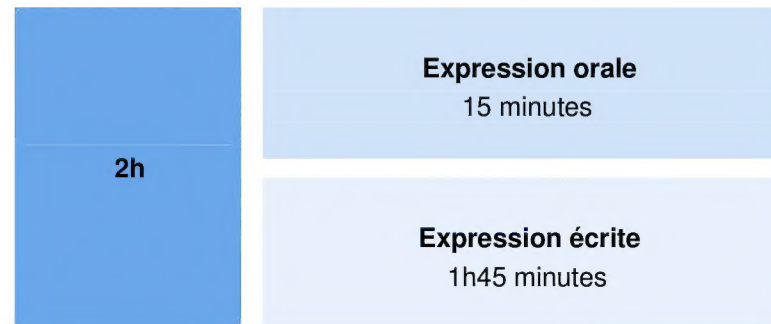 2h
Expression orale
15 minutes
Expression écrite
1h45 minutes